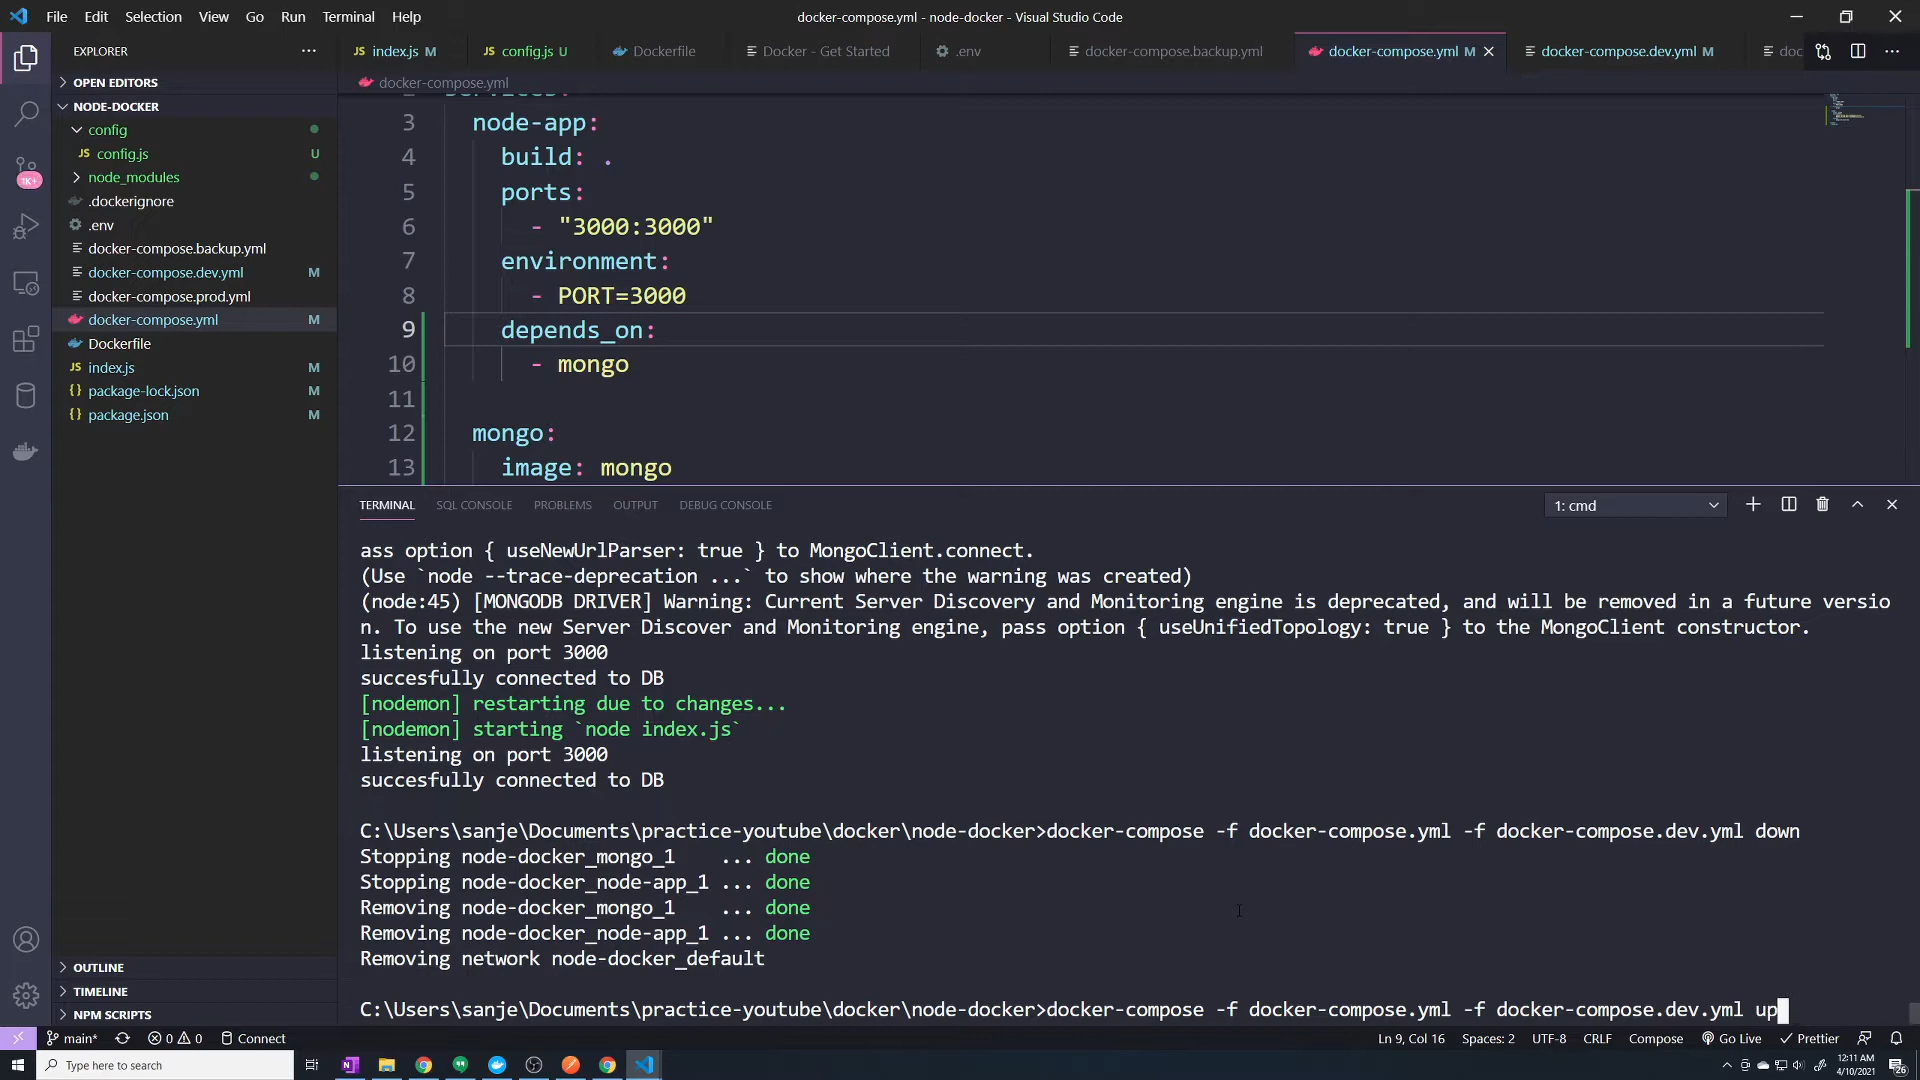 File Edit Selection View Go Run Terminal Help
docker-compose.yml - node-docker - Visual Studio Code
EXPLORER
JS index.js M
JS config.js U
Dockerfile
Docker - Get Started
.env
docker-compose.backup.yml
docker-compose.yml M
docker-compose.dev.yml M
doc
OPEN EDITORS
NODE-DOCKER
config
JS config.js U
node_modules
.dockerignore
.env
docker-compose.backup.yml
docker-compose.dev.yml M
docker-compose.prod.yml
docker-compose.yml M
Dockerfile
JS index.js M
{} package-lock.json M
{} package.json M
OUTLINE
TIMELINE
NPM SCRIPTS
1K+
docker-compose.yml
services:
3 node-app:
4 build: .
5 ports:
6 - "3000:3000"
7 environment:
8 - PORT=3000
9 depends_on:
10 - mongo
11
12 mongo:
13 image: mongo
TERMINAL SQL CONSOLE PROBLEMS OUTPUT DEBUG CONSOLE
1: cmd
ass option { useNewUrlParser: true } to MongoClient.connect.
(Use `node --trace-deprecation ...` to show where the warning was created)
(node:45) [MONGODB DRIVER] Warning: Current Server Discovery and Monitoring engine is deprecated, and will be removed in a future versio
n. To use the new Server Discover and Monitoring engine, pass option { useUnifiedTopology: true } to the MongoClient constructor.
listening on port 3000
succesfully connected to DB
[nodemon] restarting due to changes...
[nodemon] starting `node index.js`
listening on port 3000
succesfully connected to DB
C:\Users\sanje\Documents\practice-youtube\docker\node-docker>docker-compose -f docker-compose.yml -f docker-compose.dev.yml down
Stopping node-docker_mongo_1 ... done
Stopping node-docker_node-app_1 ... done
Removing node-docker_mongo_1 ... done
Removing node-docker_node-app_1 ... done
Removing network node-docker_default
C:\Users\sanje\Documents\practice-youtube\docker\node-docker>docker-compose -f docker-compose.yml -f docker-compose.dev.yml up
main* 0 0 Connect
Ln 9, Col 16 Spaces: 2 UTF-8 CRLF Compose Go Live Prettier
Type here to search
12:11 AM
4/10/2021
26